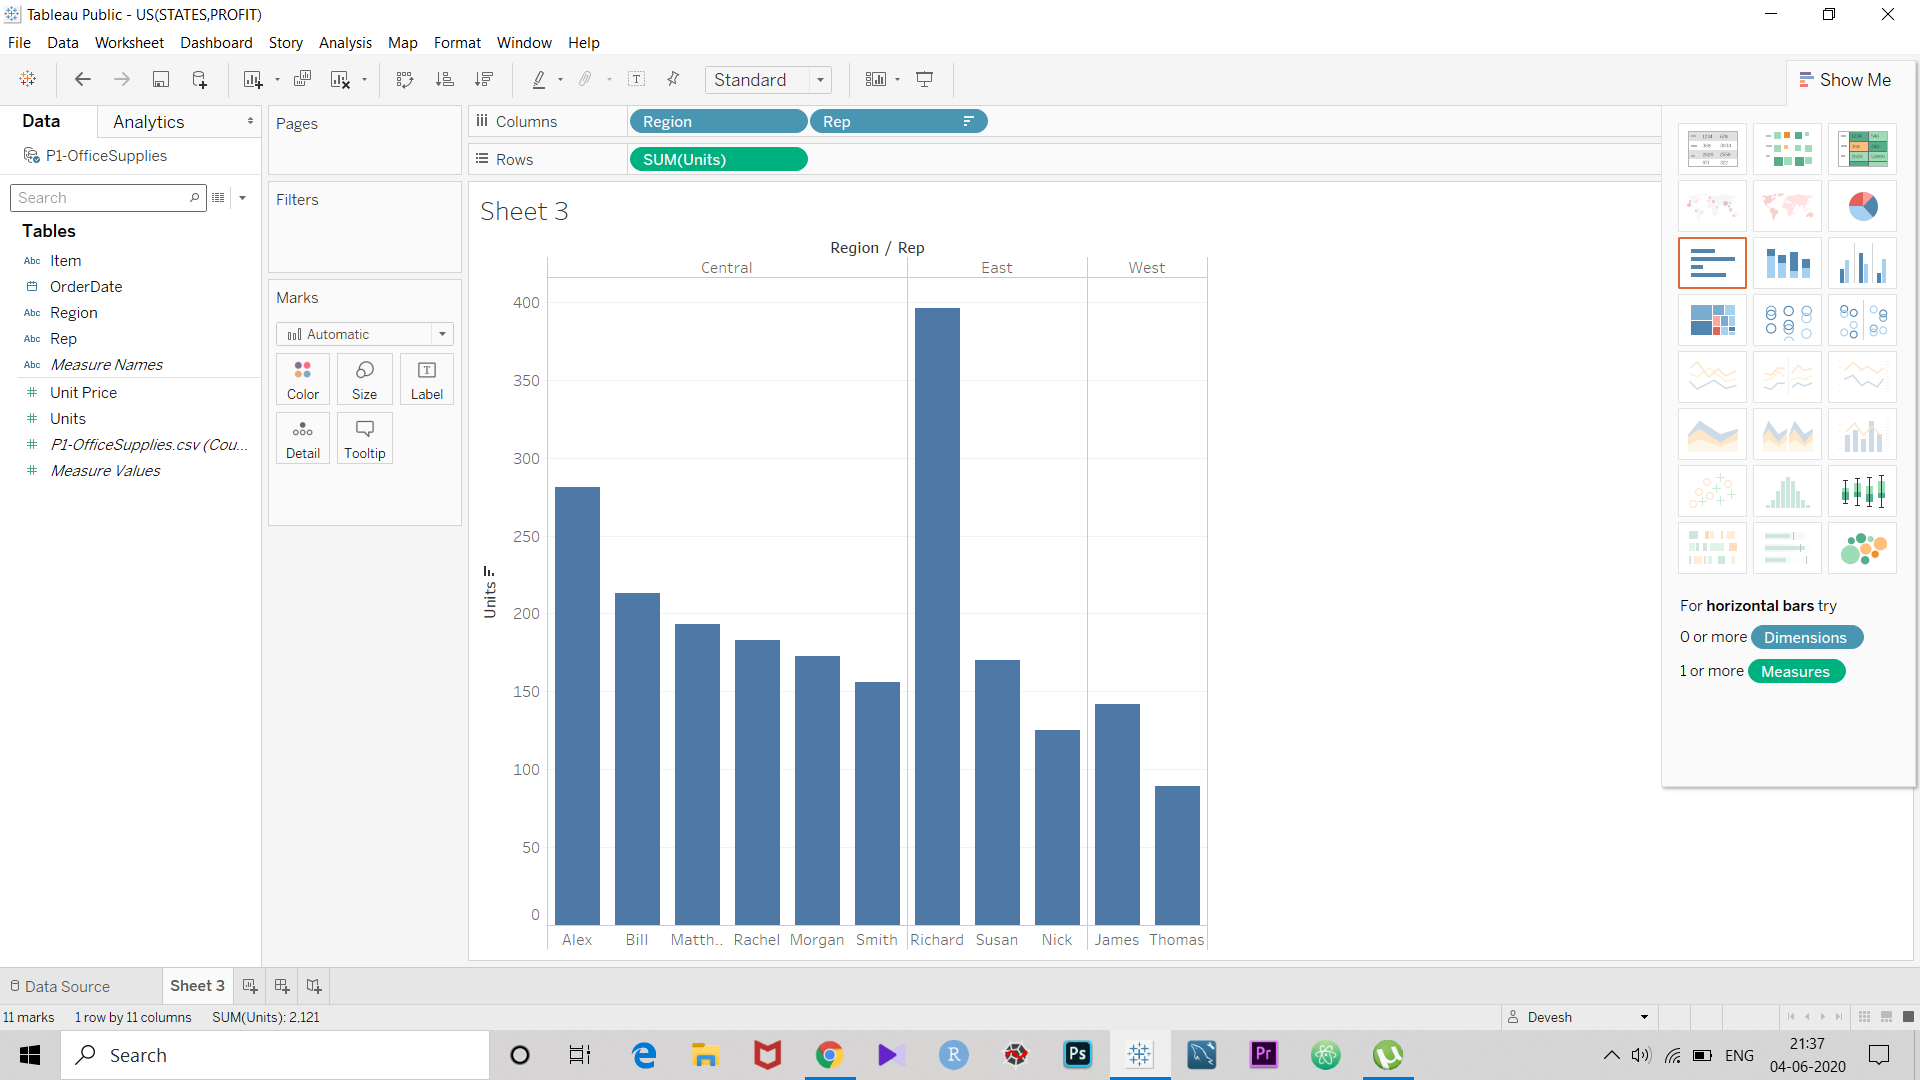 Tableau Public - US(STATES,PROFIT)
File Data Worksheet Dashboard Story Analysis Map Format Window Help
Standard
Show Me
Data Analytics
P1-OfficeSupplies
Search
Tables
Abc Item
OrderDate
Abc Region
Abc Rep
Abc Measure Names
Unit Price
Units
P1-OfficeSupplies.csv (Cou...
Measure Values
Pages
Filters
Marks
Automatic
Color Size Label
Detail Tooltip
Columns Region Rep
Rows SUM(Units)
Sheet 3
Region / Rep
Central East West
400
350
300
250
200
150
100
50
0
Units
Alex Bill Matth.. Rachel Morgan Smith Richard Susan Nick James Thomas
For horizontal bars try
0 or more Dimensions
1 or more Measures
Data Source Sheet 3
11 marks 1 row by 11 columns SUM(Units): 2,121
Devesh
Search
R Ps Pr
ENG
21:37
04-06-2020